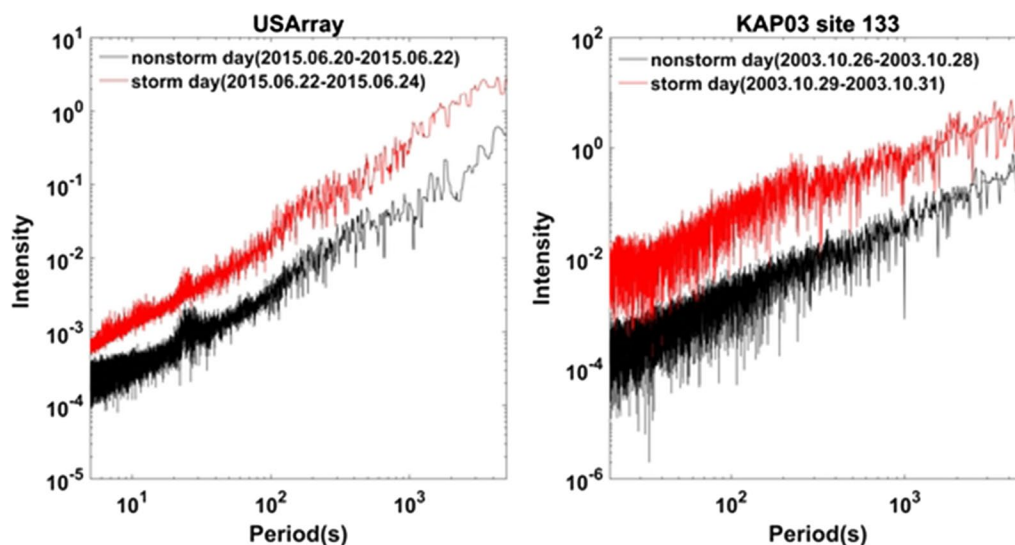 USArray
nonstorm day(2015.06.20-2015.06.22)
storm day(2015.06.22-2015.06.24)
10^1
10^0
10^-1
10^-2
10^-3
10^-4
10^-5
Intensity
10^1 10^2 10^3
Period(s)
KAP03 site 133
nonstorm day(2003.10.26-2003.10.28)
storm day(2003.10.29-2003.10.31)
10^2
10^0
10^-2
10^-4
10^-6
Intensity
10^2 10^3
Period(s)